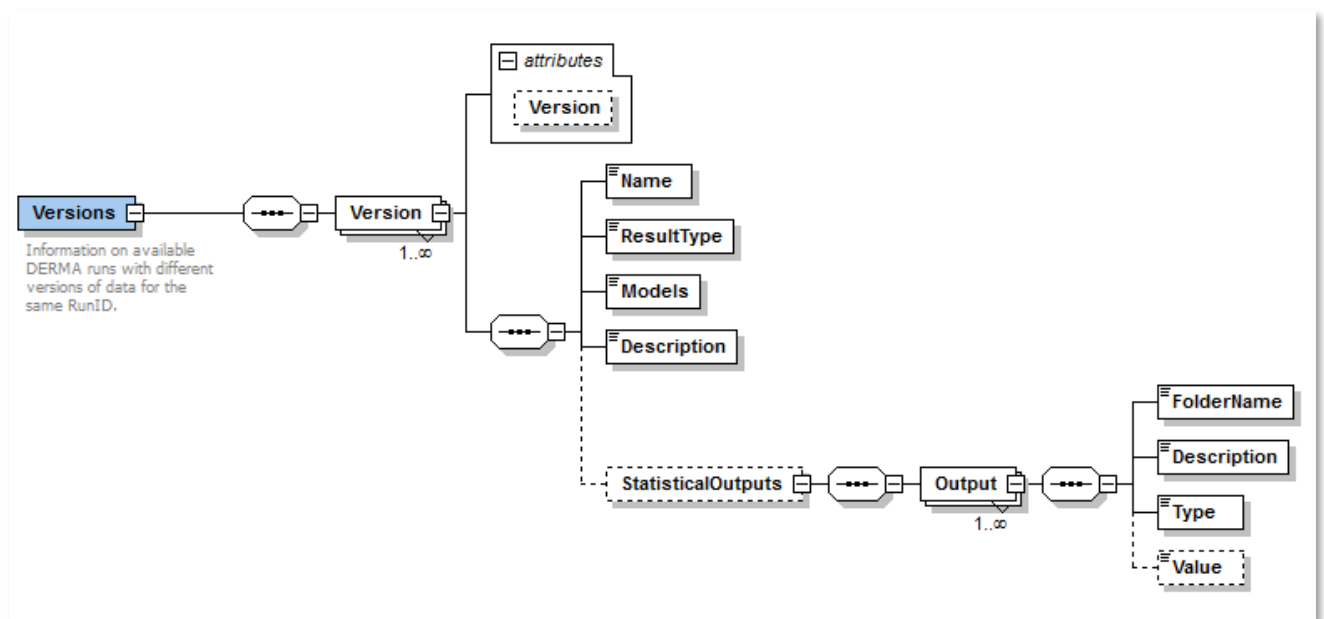 attributes
Version
Name
Versions
Version
ResultType
1..∞
Information on available
DERMA runs with different
versions of data for the
same RunID.
Models
Description
FolderName
Description
StatisticalOutputs
Output
1..∞
Type
Value